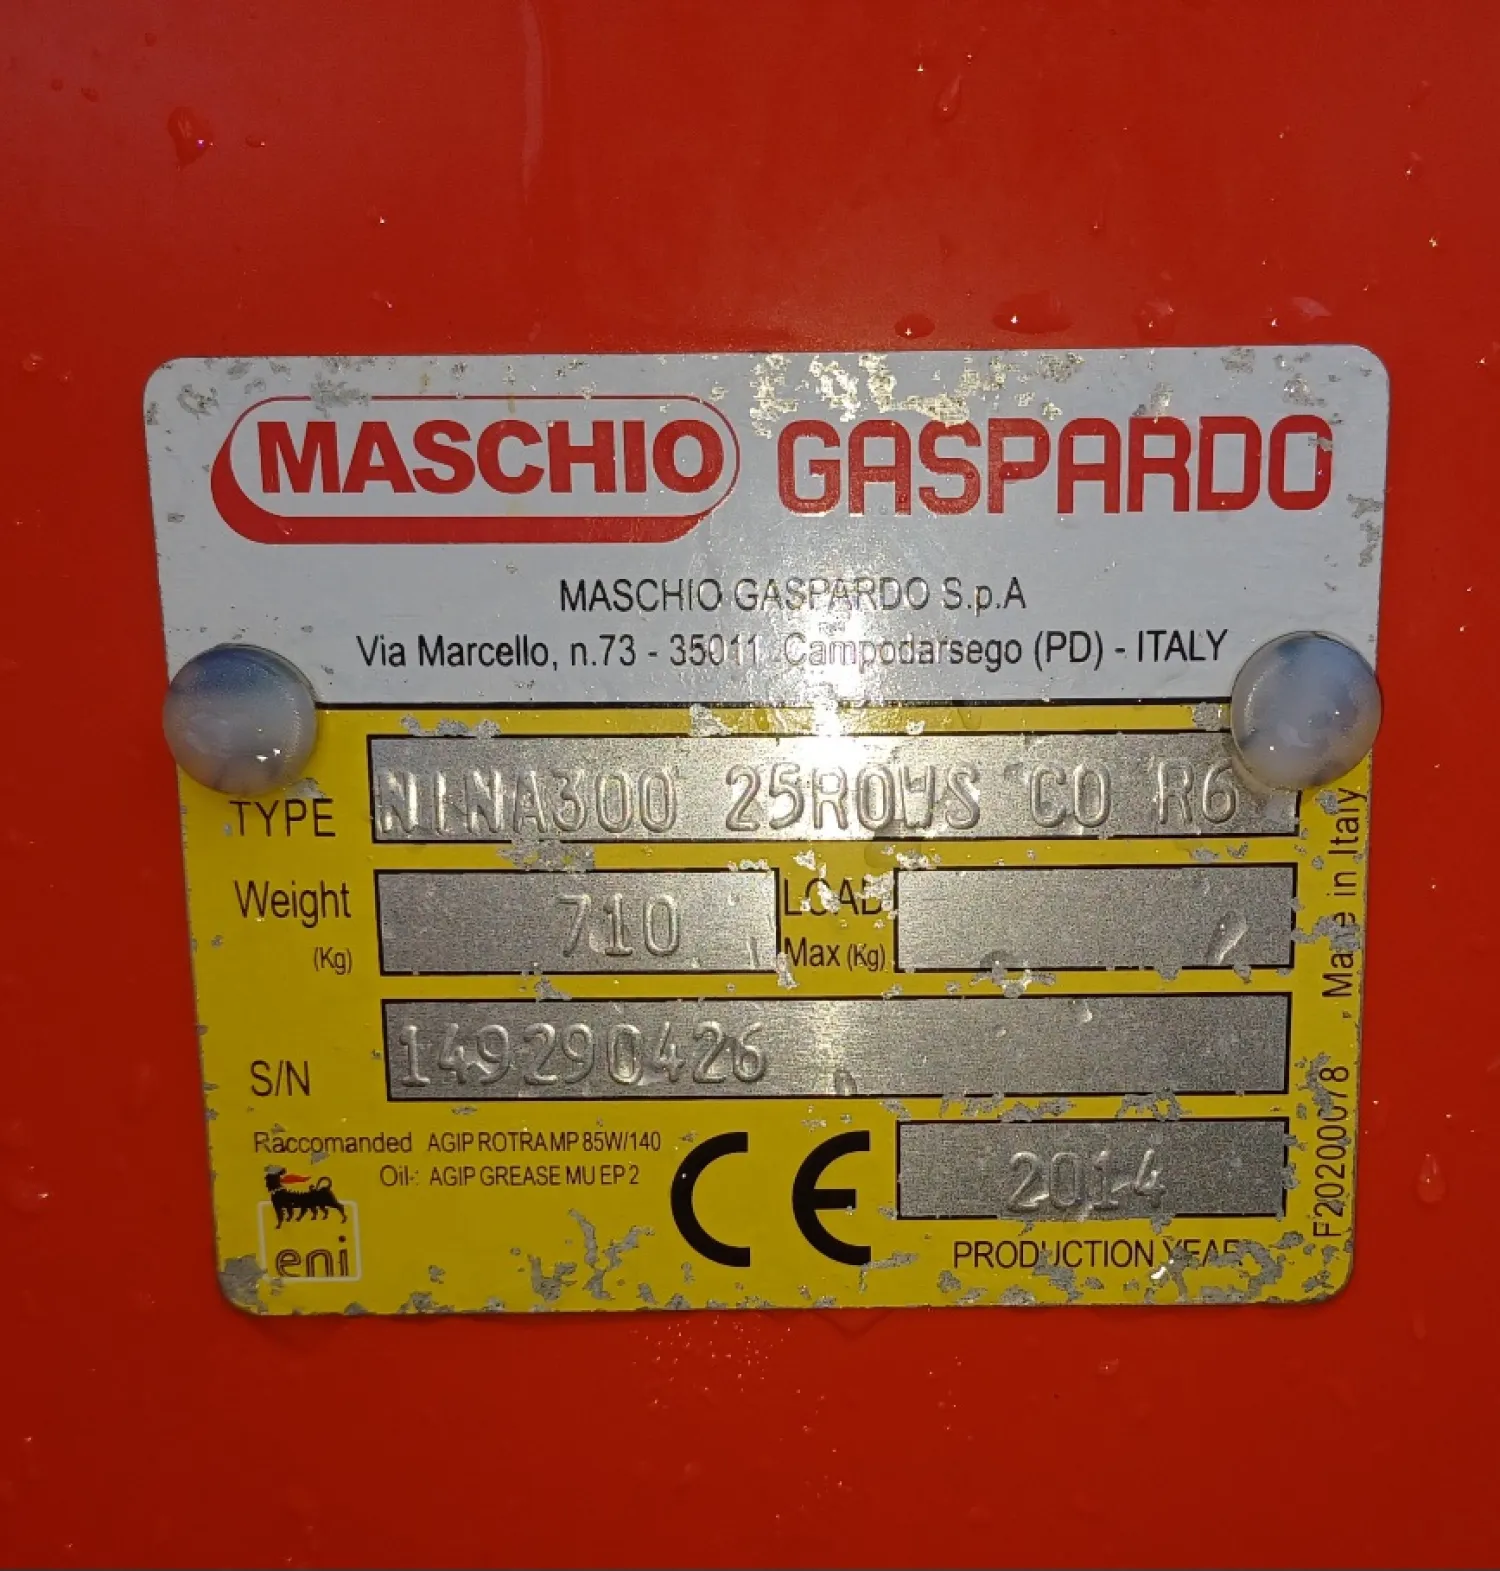 MASCHIO GASPARDO
MASCHIO GASPARDO S.p.A
Via Marcello, n.73 - 35011 Campodarsego (PD) - ITALY
TYPE NINA300 25ROWS CO R6
Weight (Kg) 710 LOAD Max (Kg)
S/N 149290426
Raccomanded AGIP ROTRA MP 85W/140
Oil: AGIP GREASE MU EP 2
eni
CE
2014
PRODUCTION YEAR
F20200078 Made in Italy